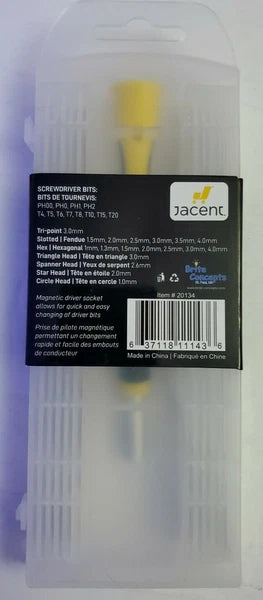 SCREWDRIVER BITS:
BITS DE TOURNEVIS:
PH00, PH0, PH1, PH2
T4, T5, T6, T7, T8, T10, T15, T20
Jacent
Tri-point 3.0mm
Slotted | Fendue 1.5mm, 2.0mm, 2.5mm, 3.0mm, 3.5mm, 4.0mm
Hex | Hexagonal 1mm, 1.3mm, 1.5mm, 2.0mm, 2.5mm, 3.0mm, 4.0mm
Triangle Head | Tête en triangle 3.0mm
Spanner Head | Yeux de serpent 2.6mm
Star Head | Tête en étoile 2.0mm
Circle Head | Tête en cercle 1.0mm
Brite
Concepts
Magnetic driver socket
allows for quick and easy
changing of driver bits
Prise de pilote magnétique
permettant un changement
rapide et facile des embouts
de conducteur
Item # 20134
6 37118 11143 6
Made in China | Fabriqué en Chine